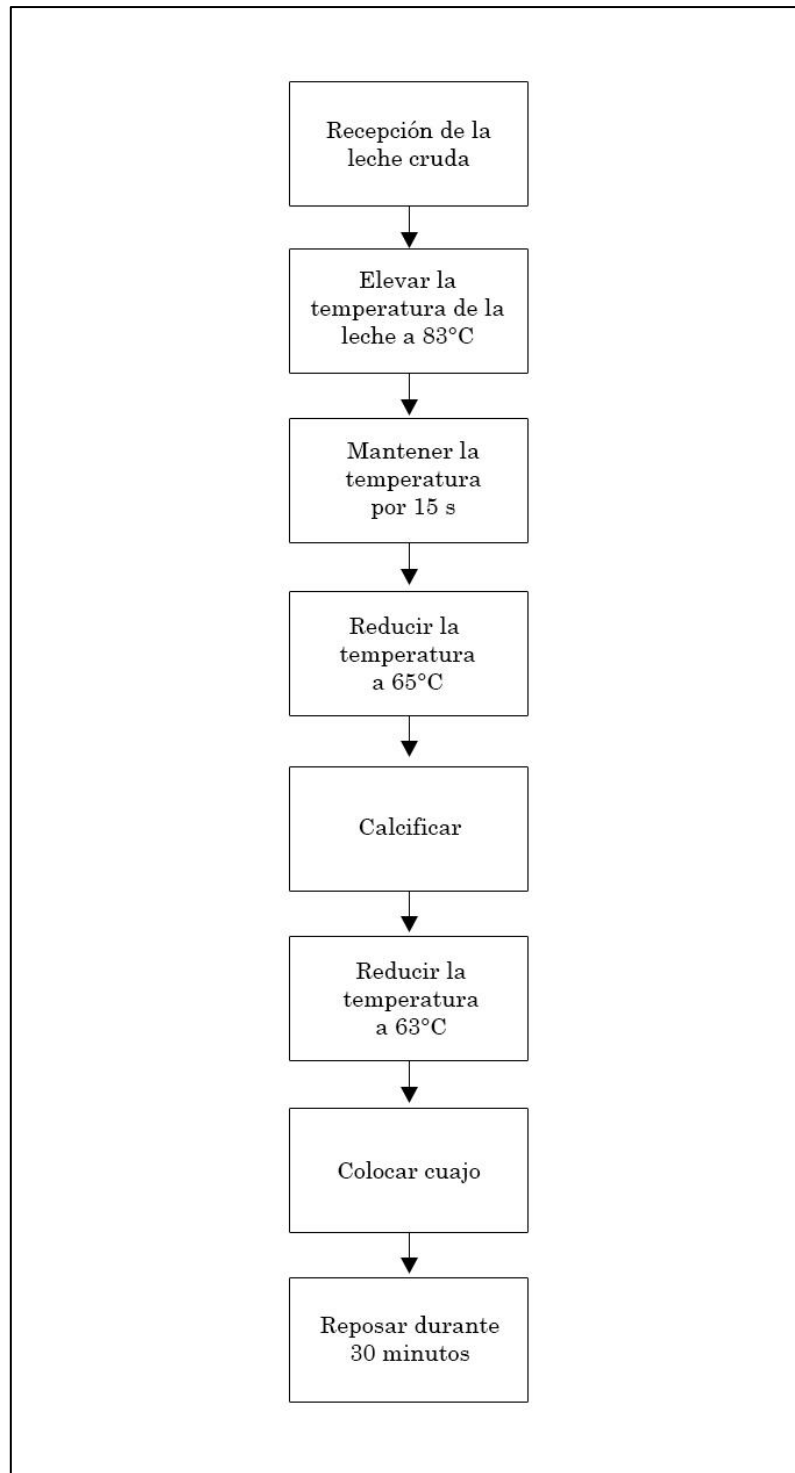 Recepción de la
leche cruda
Elevar la
temperatura de la
leche a 83°C
Mantener la
temperatura
por 15 s
Reducir la
temperatura
a 65°C
Calcificar
Reducir la
temperatura
a 63°C
Colocar cuajo
Reposar durante
30 minutos